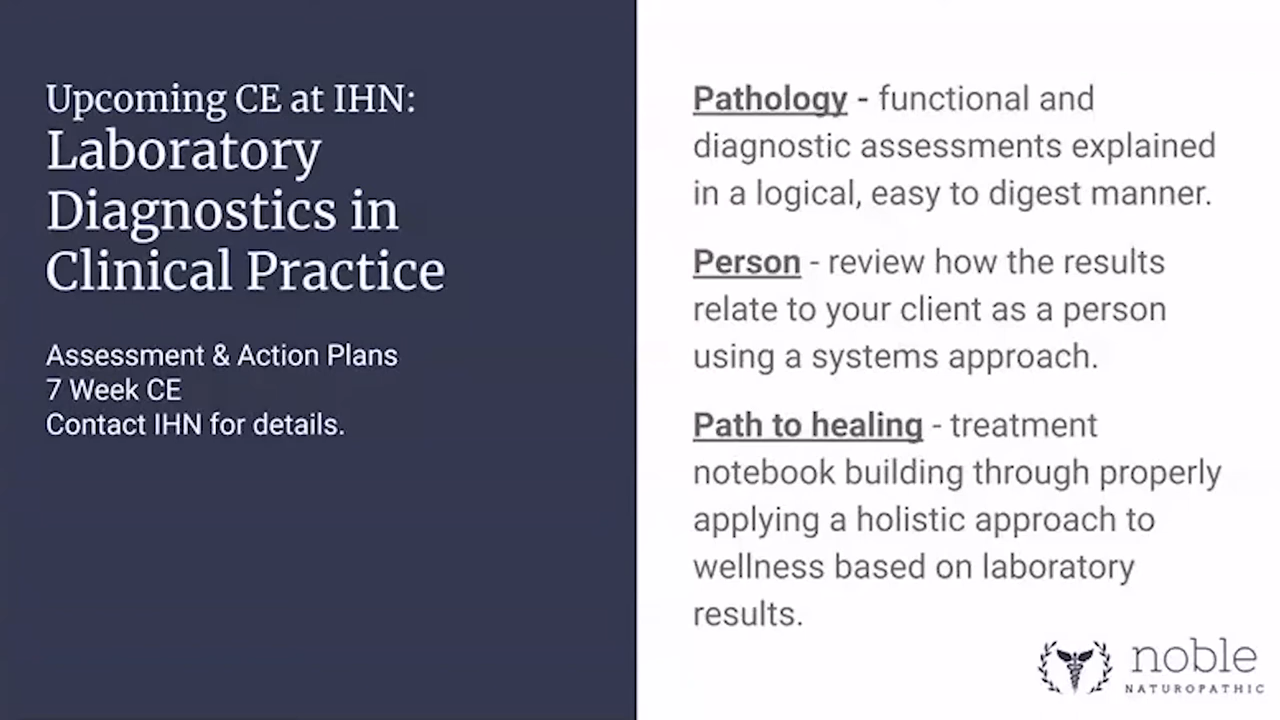 Upcoming CE at IHN:
Laboratory
Diagnostics in
Clinical Practice
Assessment & Action Plans
7 Week CE
Contact IHN for details.
Pathology - functional and
diagnostic assessments explained
in a logical, easy to digest manner.
Person - review how the results
relate to your client as a person
using a systems approach.
Path to healing - treatment
notebook building through properly
applying a holistic approach to
wellness based on laboratory
results.
noble
NATUROPATHIC